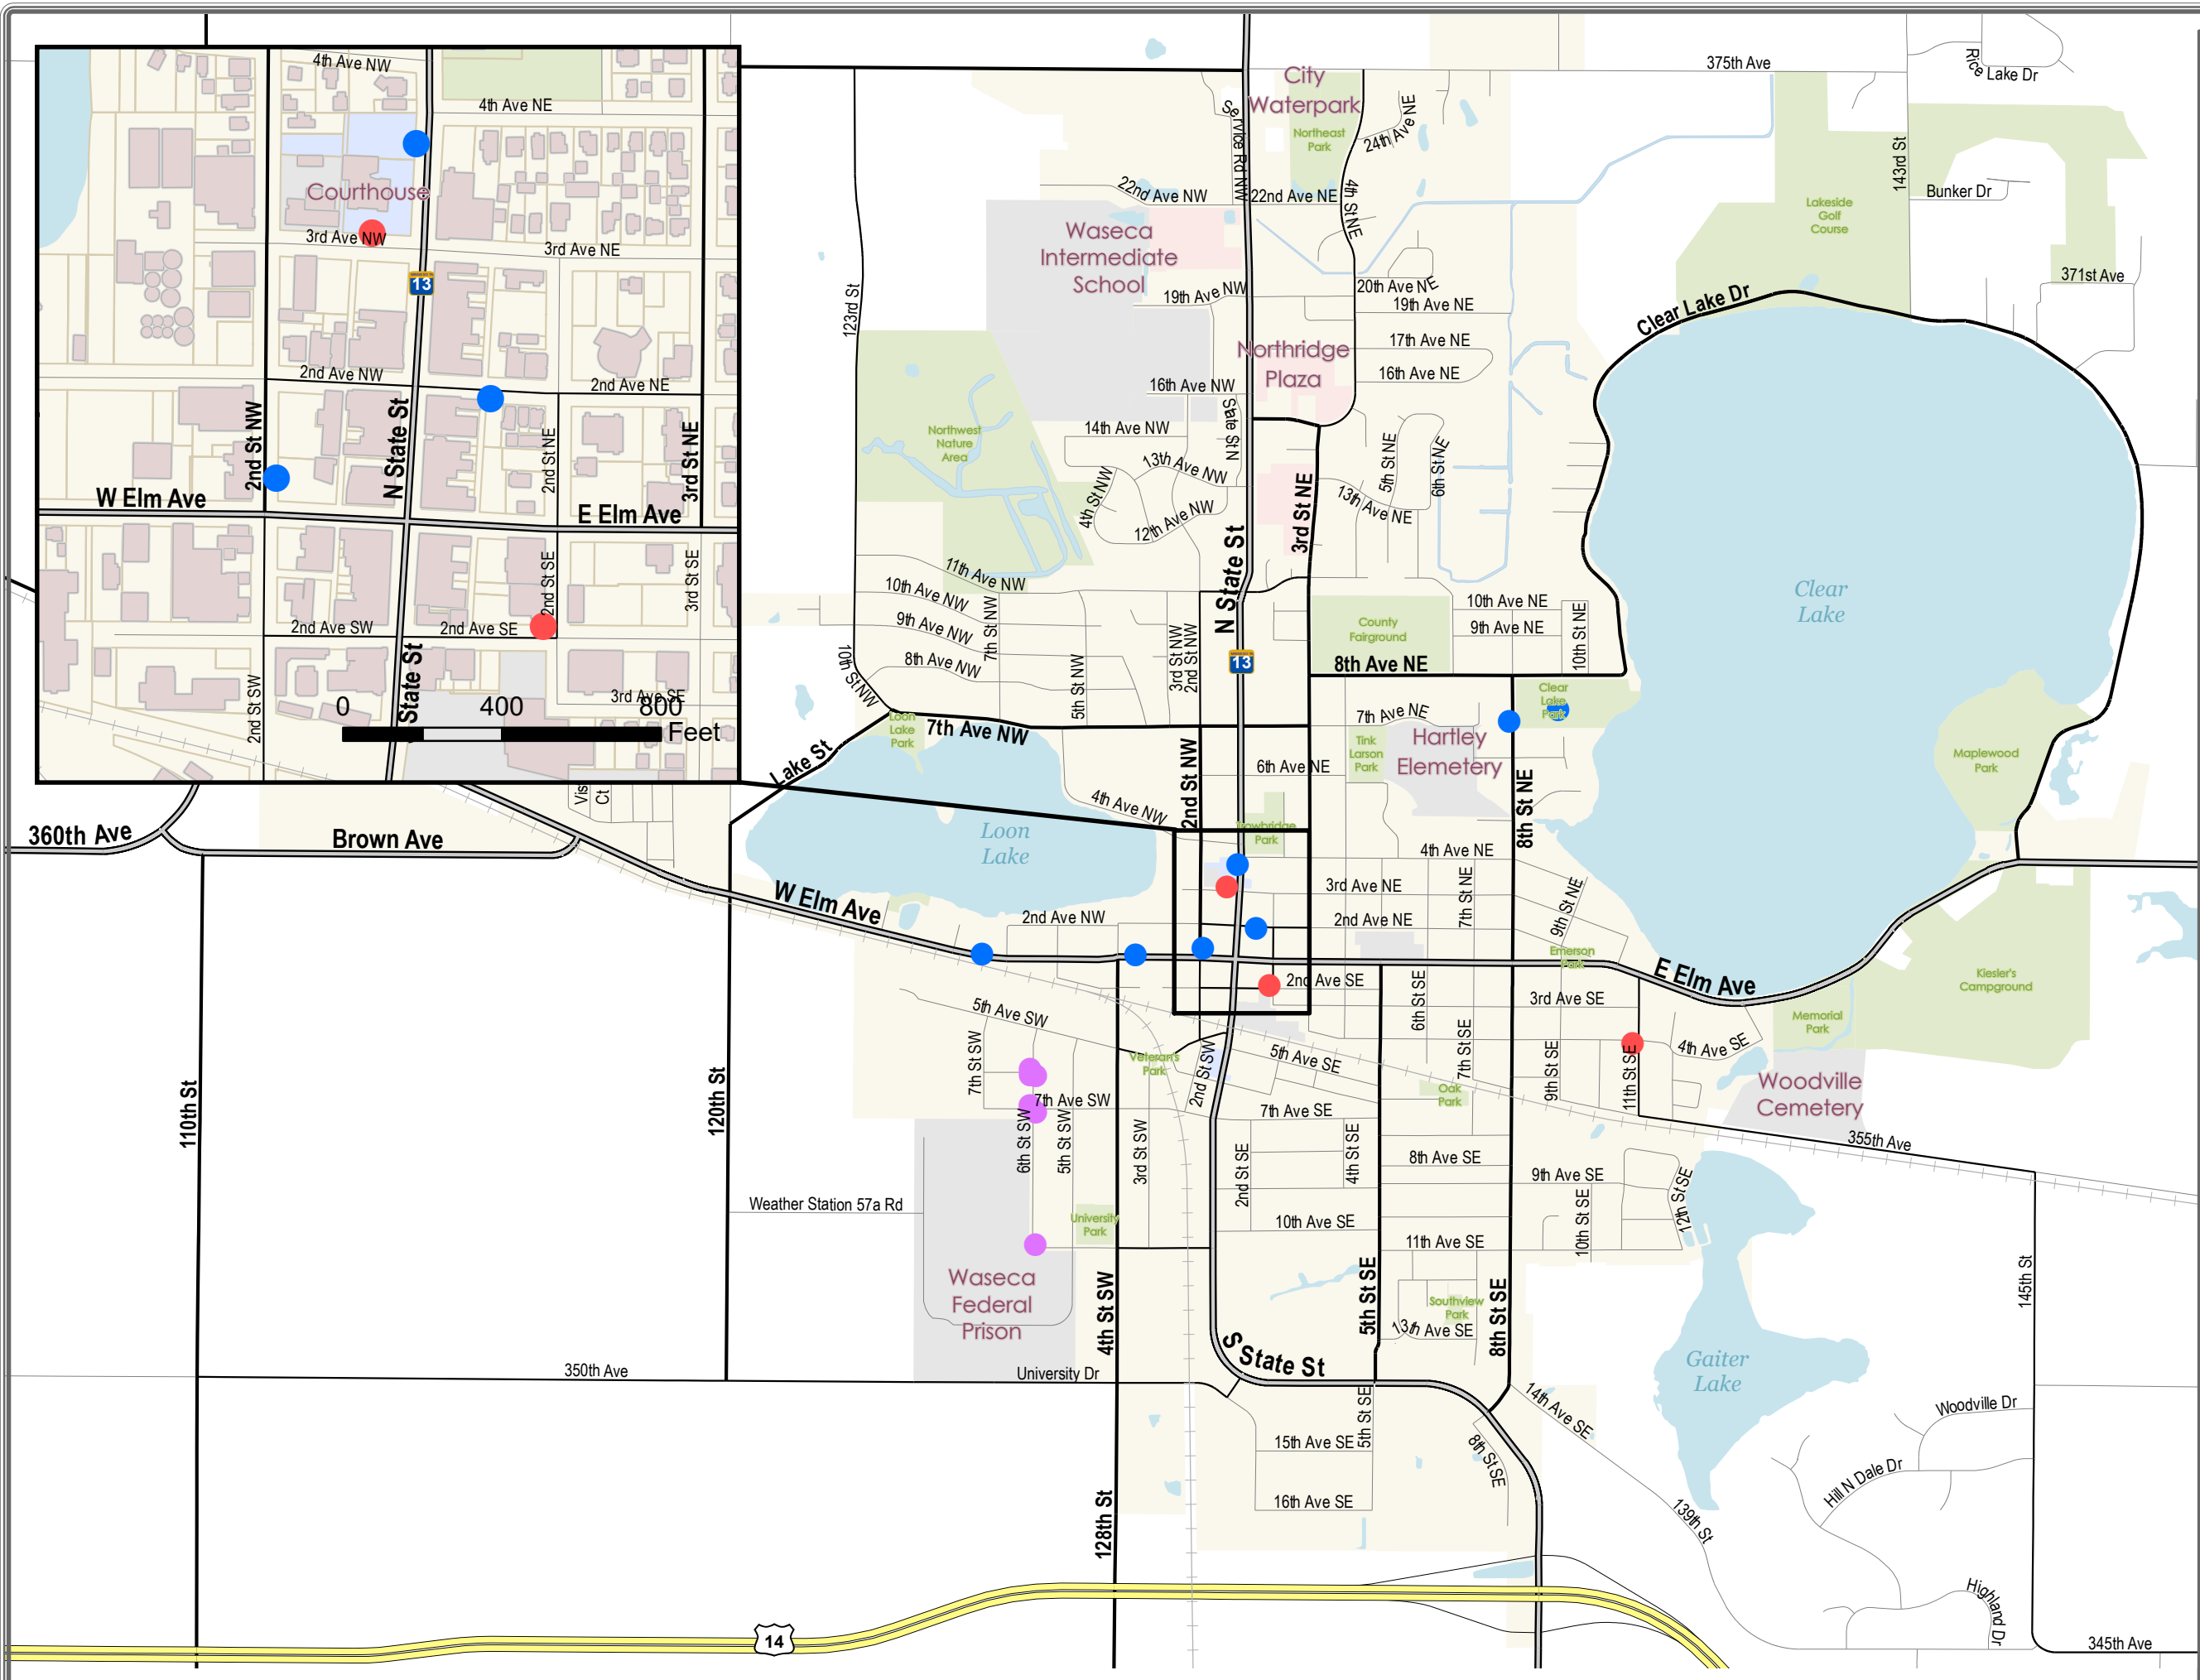 4th Ave NW
4th Ave NE
Courthouse
3rd Ave NW
3rd Ave NE
13
2nd Ave NW
2nd Ave NE
2nd St NW
N State St
2nd St NE
3rd St NE
W Elm Ave
E Elm Ave
2nd St SE
3rd St SE
2nd Ave SW
2nd Ave SE
2nd St SW
State St
3rd Ave SE
0
400
800
Feet
375th Ave
Rice Lake Dr
City
Waterpark
Northeast
Park
24th Ave NE
Service Rd NW
143rd St
22nd Ave NW
22nd Ave NE
4th St NE
Bunker Dr
Lakeside
Golf
Course
Waseca
Intermediate
School
371st Ave
123rd St
19th Ave NW
20th Ave NE
19th Ave NE
Clear Lake Dr
Northridge
Plaza
17th Ave NE
16th Ave NE
16th Ave NW
State St N
Northwest
Nature
Area
14th Ave NW
13th Ave NW
4th St NW
12th Ave NW
5th St NE
6th St NE
13th Ave NE
3rd St NE
N State St
11th Ave NW
10th Ave NW
9th Ave NW
8th Ave NW
7th St NW
10th St NW
5th St NW
3rd St NW
2nd St NW
13
County
Fairground
10th Ave NE
9th Ave NE
10th St NE
8th Ave NE
Clear
Lake
Clear
Lake
Park
Loon
Lake
Park
7th Ave NW
7th Ave NE
Tink
Larson
Park
Hartley
Elemetery
Maplewood
Park
Lake St
6th Ave NE
2nd St NW
4th Ave NW
Trowbridge
Park
8th St NE
Vis
Ct
360th Ave
Brown Ave
Loon
Lake
4th Ave NE
3rd Ave NE
7th St NE
9th St NE
W Elm Ave
2nd Ave NW
2nd Ave NE
Emerson
Park
E Elm Ave
Kiesler's
Campground
2nd Ave SE
6th St SE
3rd Ave SE
Memorial
Park
5th Ave SW
7th St SW
Veteran's
Park
2nd St SW
5th Ave SE
7th St SE
9th St SE
11th St SE
4th Ave SE
Woodville
Cemetery
Oak
Park
110th St
120th St
7th Ave SW
6th St SW
5th St SW
3rd St SW
7th Ave SE
2nd St SE
4th St SE
8th Ave SE
355th Ave
9th Ave SE
10th St SE
12th St SE
Weather Station 57a Rd
University
Park
10th Ave SE
11th Ave SE
Waseca
Federal
Prison
4th St SW
5th St SE
8th St SE
Southview
Park
13th Ave SE
145th St
S State St
350th Ave
University Dr
Gaiter
Lake
5th St SE
14th Ave SE
Woodville Dr
15th Ave SE
8th St SE
Hill N Dale Dr
128th St
16th Ave SE
139th St
Highland Dr
14
345th Ave